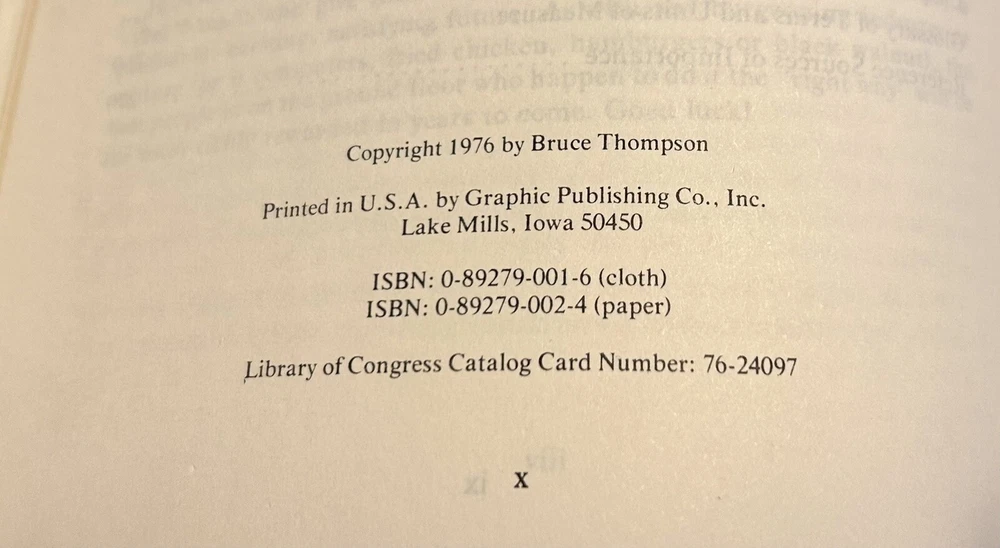 Copyright 1976 by Bruce Thompson
Printed in U.S.A. by Graphic Publishing Co., Inc.
Lake Mills, Iowa 50450
ISBN: 0-89279-001-6 (cloth)
ISBN: 0-89279-002-4 (paper)
Library of Congress Catalog Card Number: 76-24097
x